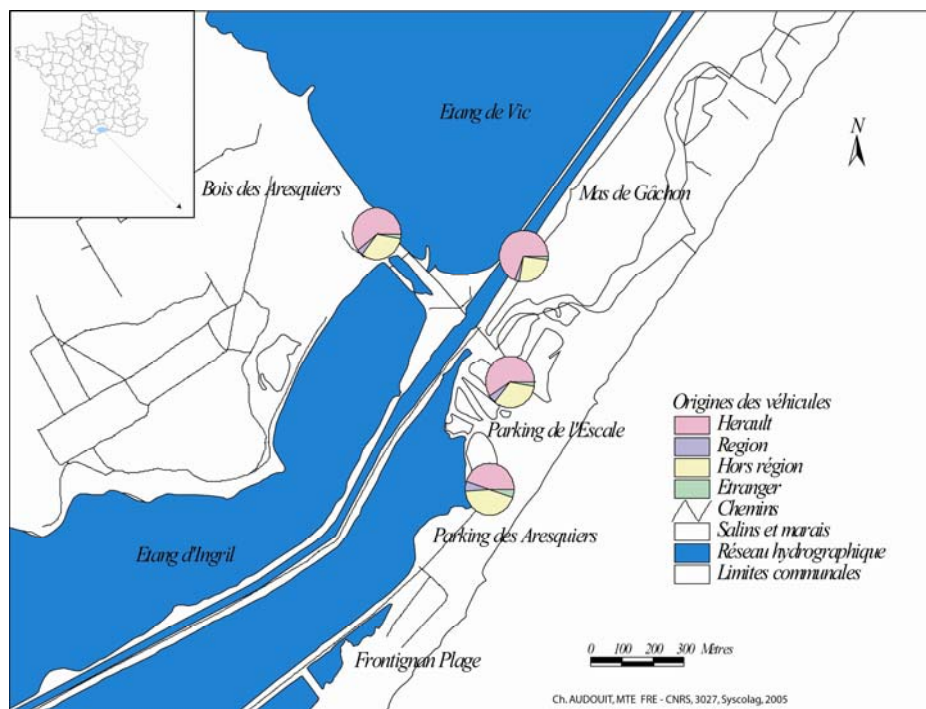 Etang de Vic
N
Bois des Aresquiers
Mas de Gâchon
Origines des véhicules
Herault
Region
Hors région
Etranger
Chemins
Salins et marais
Réseau hydrographique
Limites communales
Parking de l'Escale
Parking des Aresquiers
Etang d'Ingril
Frontignan Plage
0 100 200 300 Metres
Ch. AUDOUIT, MTE FRE - CNRS, 3027, Syscolag, 2005